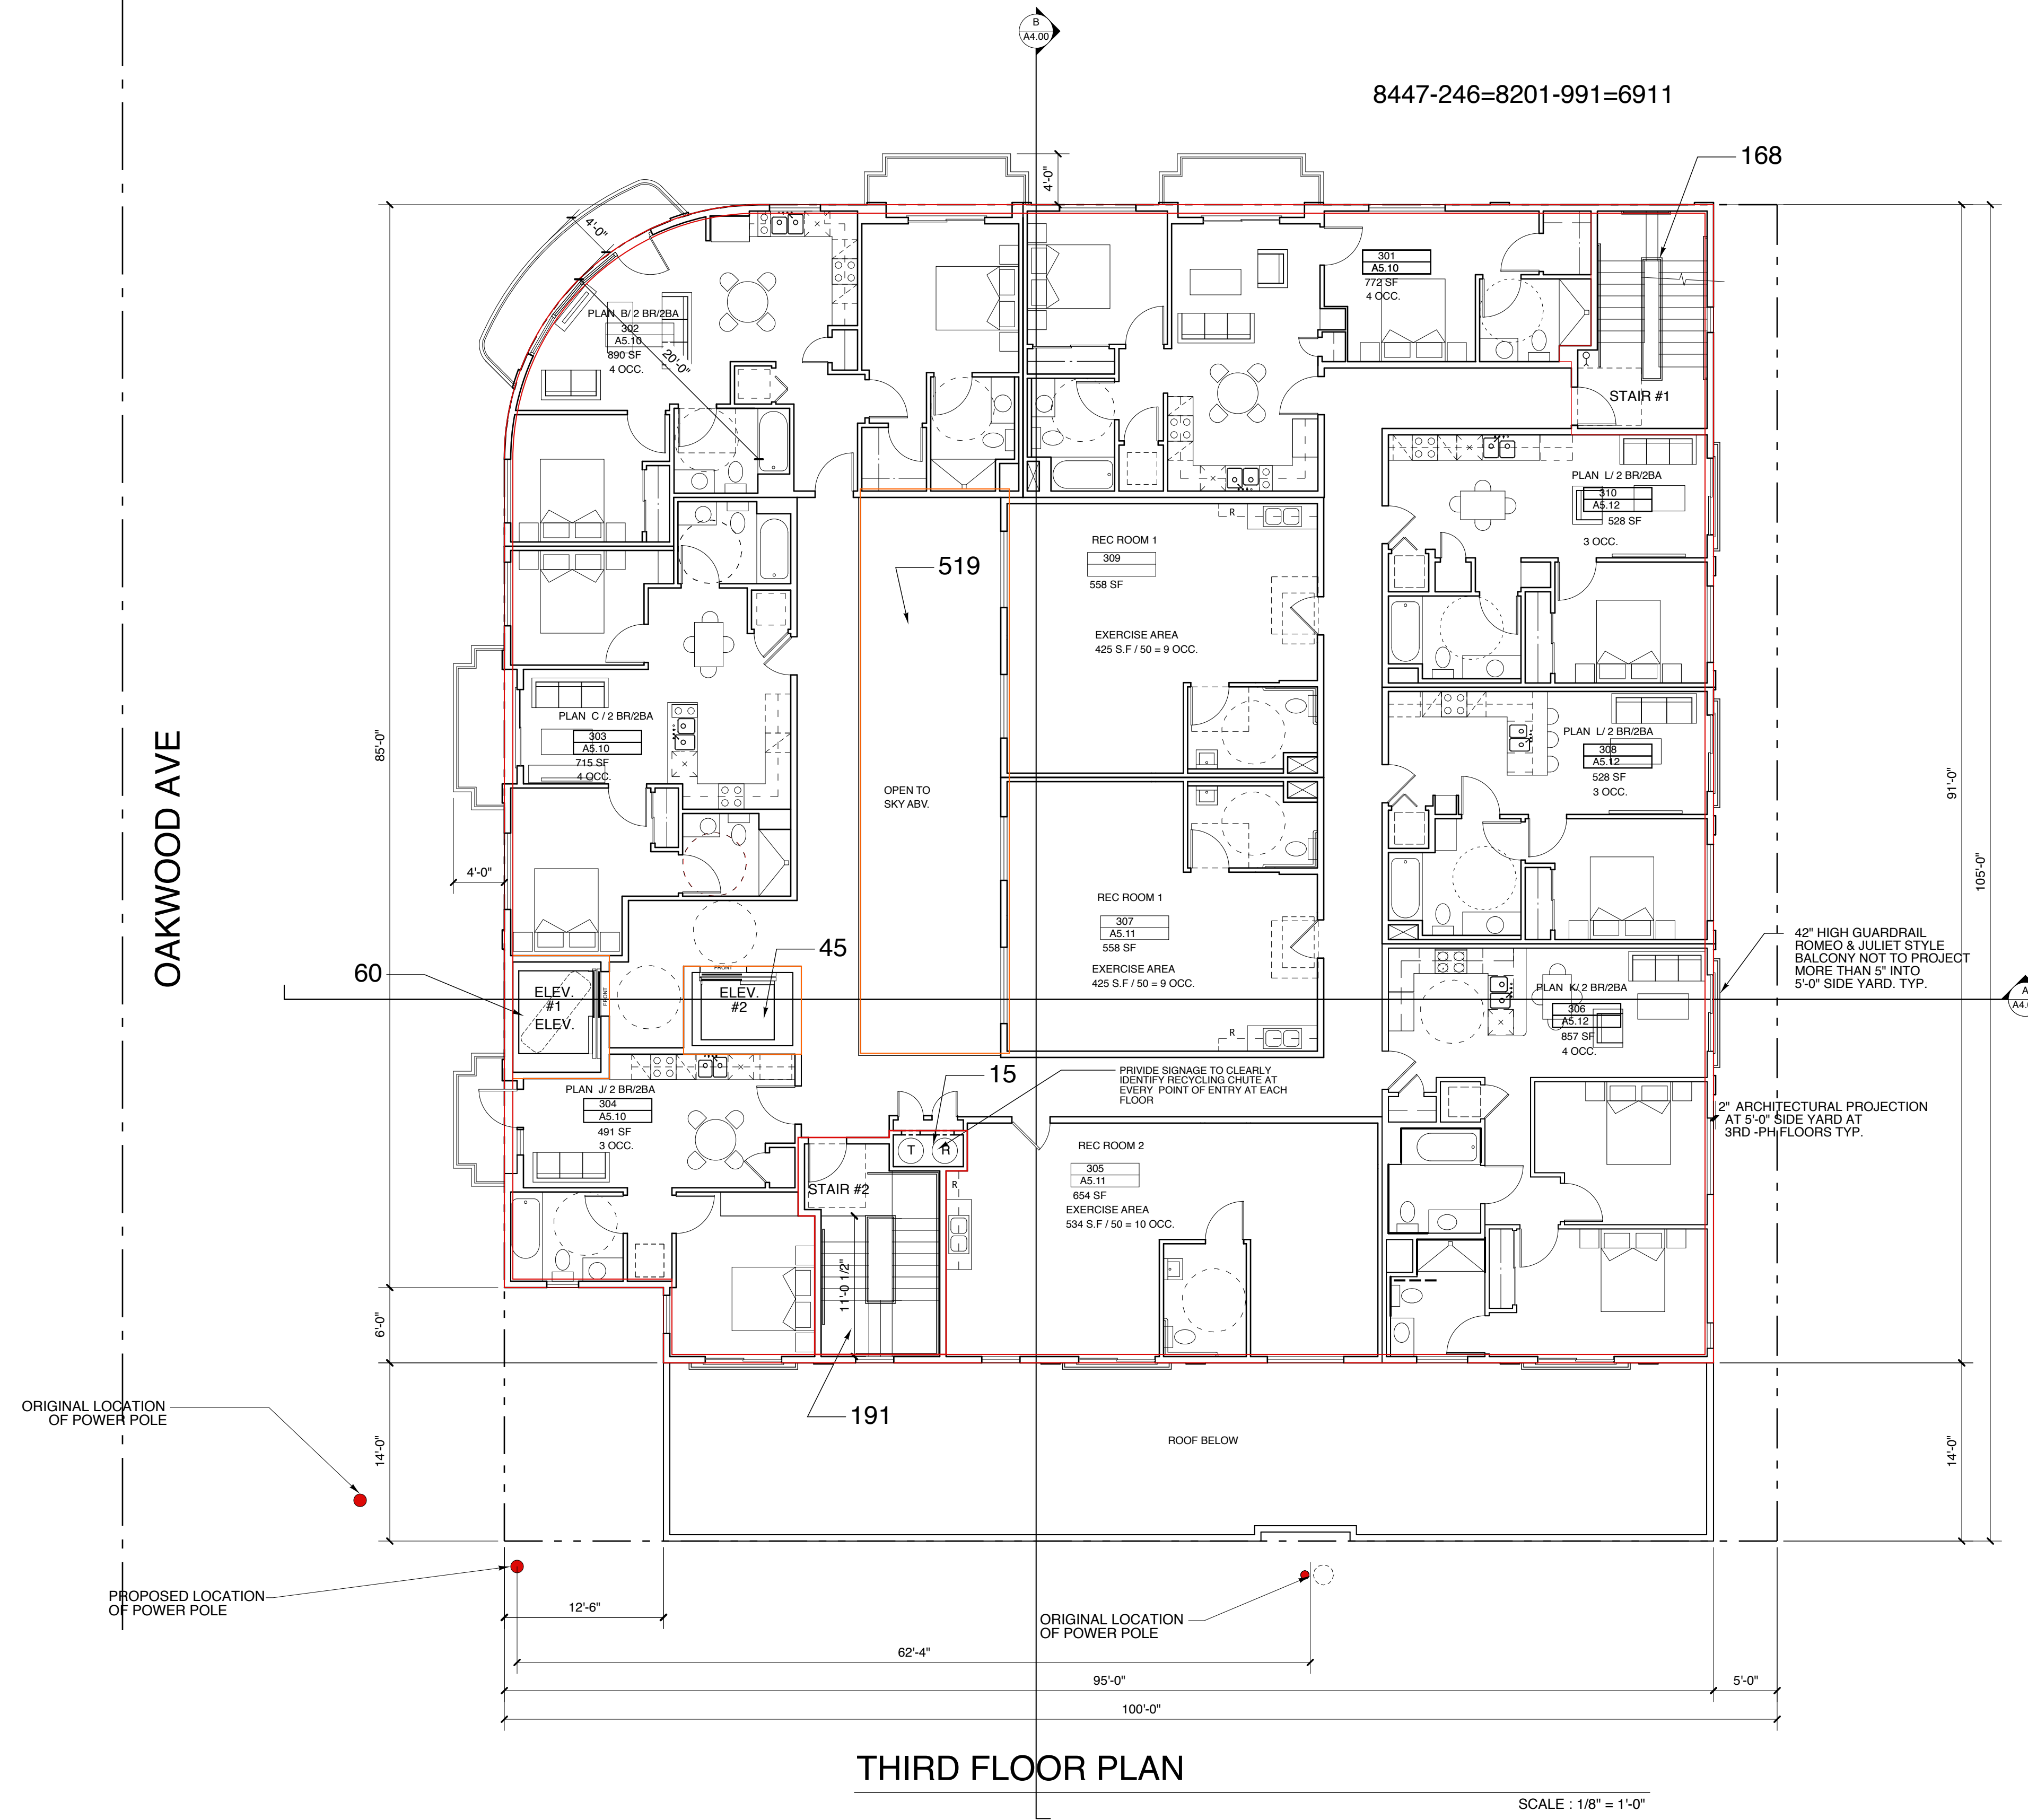 B
A4.00
8447-246=8201-991=6911
168
4'-0"
4'-0"
301
A5.10
772 SF
4 OCC.
PLAN B/ 2 BR/2BA
302
A5.10
890 SF
4 OCC.
20'-0"
STAIR #1
PLAN L/ 2 BR/2BA
310
A5.12
528 SF
3 OCC.
R
REC ROOM 1
309
558 SF
519
EXERCISE AREA
425 S.F / 50 = 9 OCC.
85'-0"
OAKWOOD AVE
PLAN C / 2 BR/2BA
303
A5.10
715 SF
4 OCC.
PLAN L/ 2 BR/2BA
308
A5.12
528 SF
3 OCC.
OPEN TO
SKY ABV.
91'-0"
105'-0"
4'-0"
REC ROOM 1
307
A5.11
558 SF
EXERCISE AREA
425 S.F / 50 = 9 OCC.
R
42" HIGH GUARDRAIL
ROMEO & JULIET STYLE
BALCONY NOT TO PROJECT
MORE THAN 5" INTO
5'-0" SIDE YARD. TYP.
45
60
FRONT
FRONT
ELEV.
#1
ELEV.
ELEV.
#2
PLAN K/ 2 BR/2BA
306
A5.12
857 SF
4 OCC.
A
15
PRIVIDE SIGNAGE TO CLEARLY
IDENTIFY RECYCLING CHUTE AT
EVERY POINT OF ENTRY AT EACH
FLOOR
PLAN J/ 2 BR/2BA
304
A5.10
491 SF
3 OCC.
2" ARCHITECTURAL PROJECTION
AT 5'-0" SIDE YARD AT
3RD -PH FLOORS TYP.
T
R
REC ROOM 2
305
A5.11
654 SF
EXERCISE AREA
534 S.F / 50 = 10 OCC.
STAIR #2
R
11'-0 1/2"
6'-0"
191
ORIGINAL LOCATION
OF POWER POLE
14'-0"
ROOF BELOW
14'-0"
PROPOSED LOCATION
OF POWER POLE
12'-6"
ORIGINAL LOCATION
OF POWER POLE
62'-4"
95'-0"
5'-0"
100'-0"
THIRD FLOOR PLAN
SCALE : 1/8" = 1'-0"